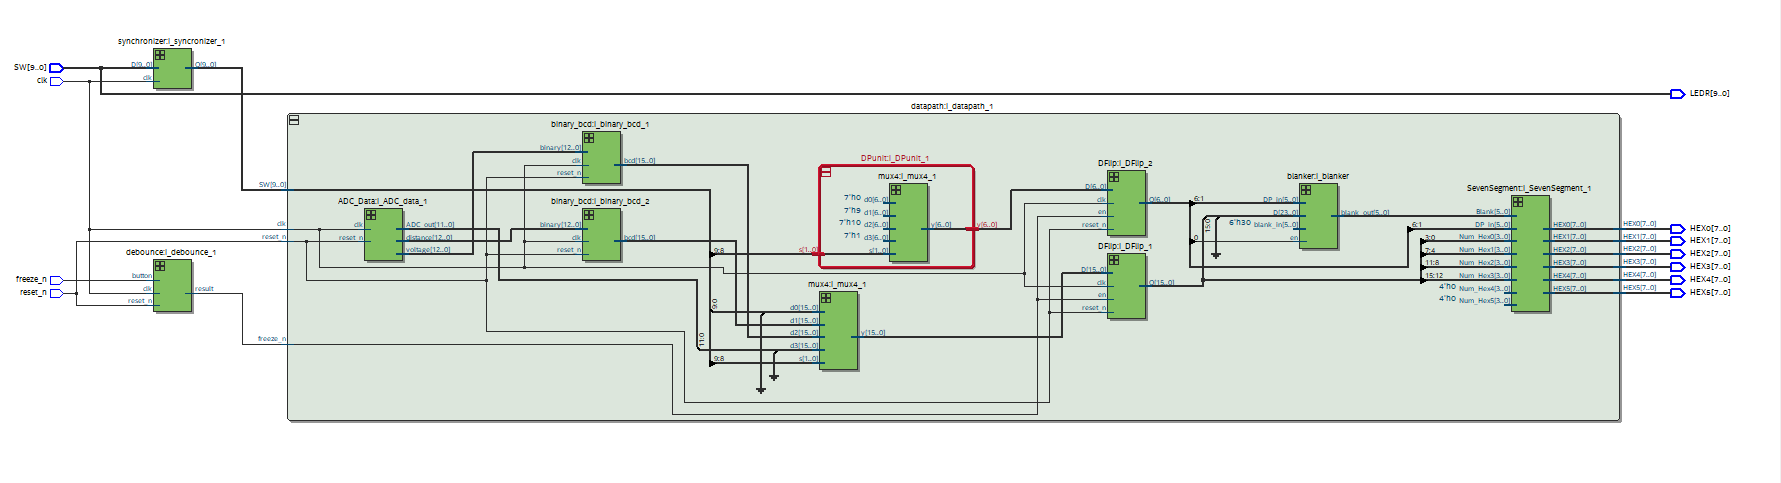 synchronizer:i_syncronizer_1
SW[9..0]
D[9..0]
Q[9..0]
clk
clk
LEDR[9..0]
datapath:i_datapath_1
binary_bcd:i_binary_bcd_1
binary[12..0]
clk
bcd[15..0]
reset_n
SW[9..0]
ADC_Data:i_ADC_data_1
clk
clk
ADC_out[11..0]
reset_n
reset_n
distance[12..0]
voltage[12..0]
binary_bcd:i_binary_bcd_2
binary[12..0]
clk
bcd[15..0]
reset_n
debounce:i_debounce_1
freeze_n
button
reset_n
clk
result
reset_n
freeze_n
DPunit:i_DPunit_1
mux4:i_mux4_1
7'h0 d0[6..0]
7'h9 d1[6..0]
7'h10 d2[6..0]
7'h1 d3[6..0]
y[6..0]
y[6..0]
9:8
s[1..0]
s[1..0]
mux4:i_mux4_1
9:0
d0[15..0]
d1[15..0]
d2[15..0]
y[15..0]
11:0
d3[15..0]
9:8
s[1..0]
DFlip:i_DFlip_2
D[6..0]
clk
Q[6..0]
en
reset_n
DFlip:i_DFlip_1
D[15..0]
clk
Q[15..0]
en
reset_n
blanker:i_blanker
6:1
DP_in[5..0]
15:0
D[23..0]
blank_out[5..0]
6'h30 blank_in[5..0]
0
en
SevenSegment:i_SevenSegment_1
Blank[5..0]
6:1
DP_in[5..0]
HEX0[7..0]
HEX0[7..0]
HEX0[7..0]
3:0
Num_Hex0[3..0]
HEX1[7..0]
HEX1[7..0]
HEX1[7..0]
7:4
Num_Hex1[3..0]
HEX2[7..0]
HEX2[7..0]
HEX2[7..0]
11:8
Num_Hex2[3..0]
HEX3[7..0]
HEX3[7..0]
HEX3[7..0]
15:12
Num_Hex3[3..0]
HEX4[7..0]
HEX4[7..0]
HEX4[7..0]
4'h0 Num_Hex4[3..0]
HEX5[7..0]
HEX5[7..0]
HEX5[7..0]
4'h0 Num_Hex5[3..0]